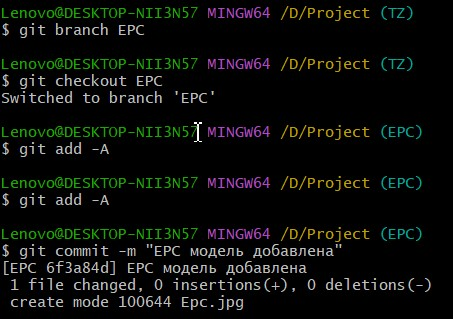 Lenovo@DESKTOP-NII3N57 MINGW64 /D/Project (TZ)
$ git branch EPC
Lenovo@DESKTOP-NII3N57 MINGW64 /D/Project (TZ)
$ git checkout EPC
Switched to branch 'EPC'
Lenovo@DESKTOP-NII3N57 MINGW64 /D/Project (EPC)
$ git add -A
Lenovo@DESKTOP-NII3N57 MINGW64 /D/Project (EPC)
$ git add -A
Lenovo@DESKTOP-NII3N57 MINGW64 /D/Project (EPC)
$ git commit -m "EPC модель добавлена"
[EPC 6f3a84d] EPC модель добавлена
1 file changed, 0 insertions(+), 0 deletions(-)
create mode 100644 Epc.jpg